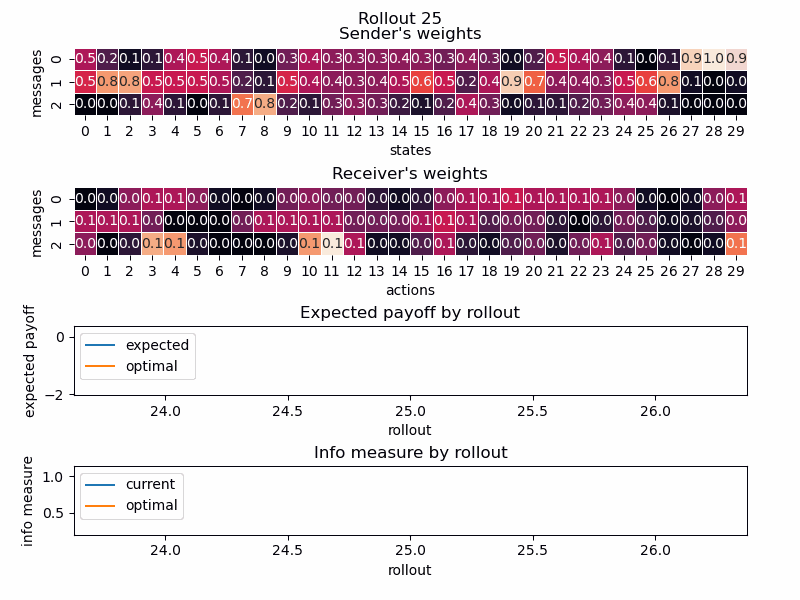 Rollout 25
Sender's weights
messages
0 0.5 0.2 0.1 0.1 0.4 0.5 0.4 0.1 0.0 0.3 0.4 0.3 0.3 0.3 0.4 0.3 0.3 0.4 0.3 0.0 0.2 0.5 0.4 0.4 0.1 0.0 0.1 0.9 1.0 0.9
1 0.5 0.8 0.8 0.5 0.5 0.5 0.5 0.2 0.1 0.5 0.4 0.4 0.3 0.4 0.5 0.6 0.5 0.2 0.4 0.9 0.7 0.4 0.4 0.3 0.5 0.6 0.8 0.1 0.0 0.0
2 0.0 0.0 0.1 0.4 0.1 0.0 0.1 0.7 0.8 0.2 0.1 0.3 0.3 0.3 0.2 0.1 0.2 0.4 0.3 0.0 0.1 0.1 0.2 0.3 0.4 0.4 0.1 0.0 0.0 0.0
0 1 2 3 4 5 6 7 8 9 10 11 12 13 14 15 16 17 18 19 20 21 22 23 24 25 26 27 28 29
states
Receiver's weights
messages
0 0.0 0.0 0.0 0.1 0.1 0.0 0.0 0.0 0.0 0.0 0.0 0.0 0.0 0.0 0.0 0.0 0.0 0.1 0.1 0.1 0.1 0.1 0.1 0.1 0.0 0.0 0.0 0.0 0.0 0.1
1 0.1 0.1 0.1 0.0 0.0 0.0 0.0 0.0 0.1 0.1 0.1 0.1 0.0 0.0 0.0 0.1 0.1 0.1 0.0 0.0 0.0 0.0 0.0 0.0 0.0 0.0 0.0 0.0 0.0 0.0
2 0.0 0.0 0.0 0.1 0.1 0.0 0.0 0.0 0.0 0.0 0.1 0.1 0.1 0.0 0.0 0.0 0.1 0.0 0.0 0.0 0.0 0.0 0.0 0.1 0.0 0.0 0.0 0.0 0.0 0.1
0 1 2 3 4 5 6 7 8 9 10 11 12 13 14 15 16 17 18 19 20 21 22 23 24 25 26 27 28 29
actions
Expected payoff by rollout
expected payoff
0
−2
expected
optimal
24.0 24.5 25.0 25.5 26.0
rollout
Info measure by rollout
info measure
1.0
0.5
current
optimal
24.0 24.5 25.0 25.5 26.0
rollout